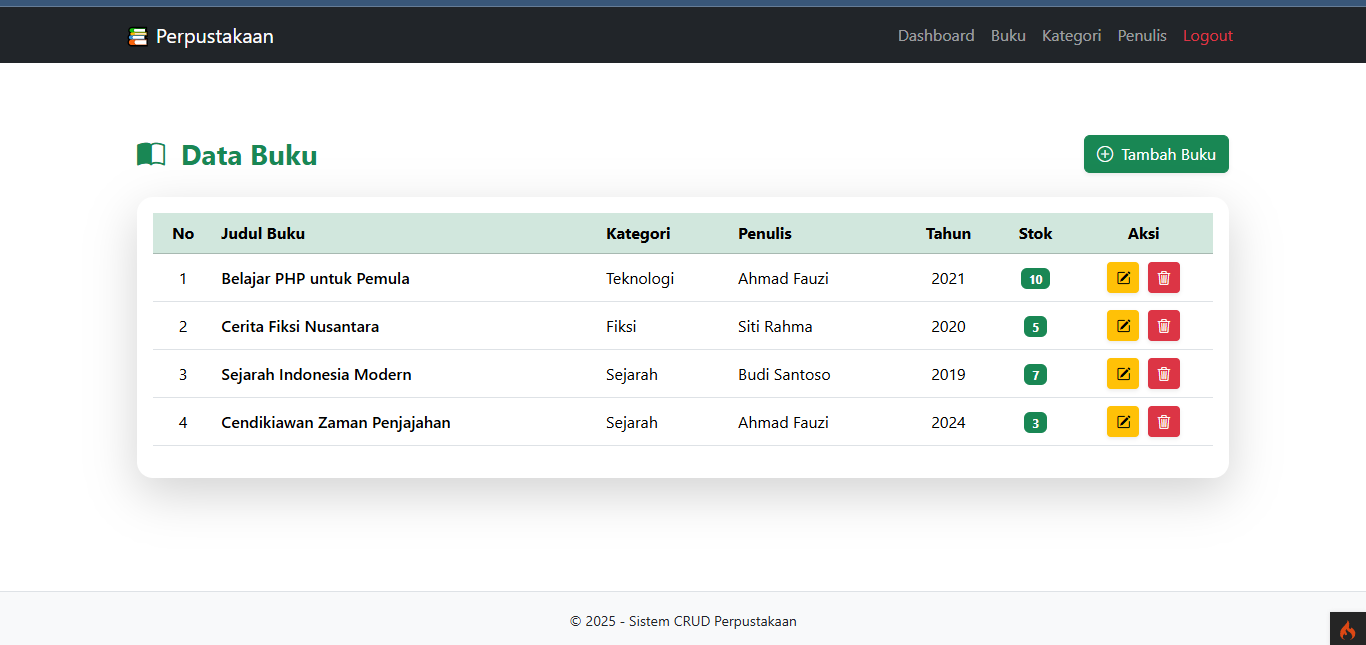 Perpustakaan Dashboard Buku Kategori Penulis Logout
Data Buku Tambah Buku
No Judul Buku Kategori Penulis Tahun Stok Aksi
1 Belajar PHP untuk Pemula Teknologi Ahmad Fauzi 2021 10
2 Cerita Fiksi Nusantara Fiksi Siti Rahma 2020 5
3 Sejarah Indonesia Modern Sejarah Budi Santoso 2019 7
4 Cendikiawan Zaman Penjajahan Sejarah Ahmad Fauzi 2024 3
© 2025 - Sistem CRUD Perpustakaan